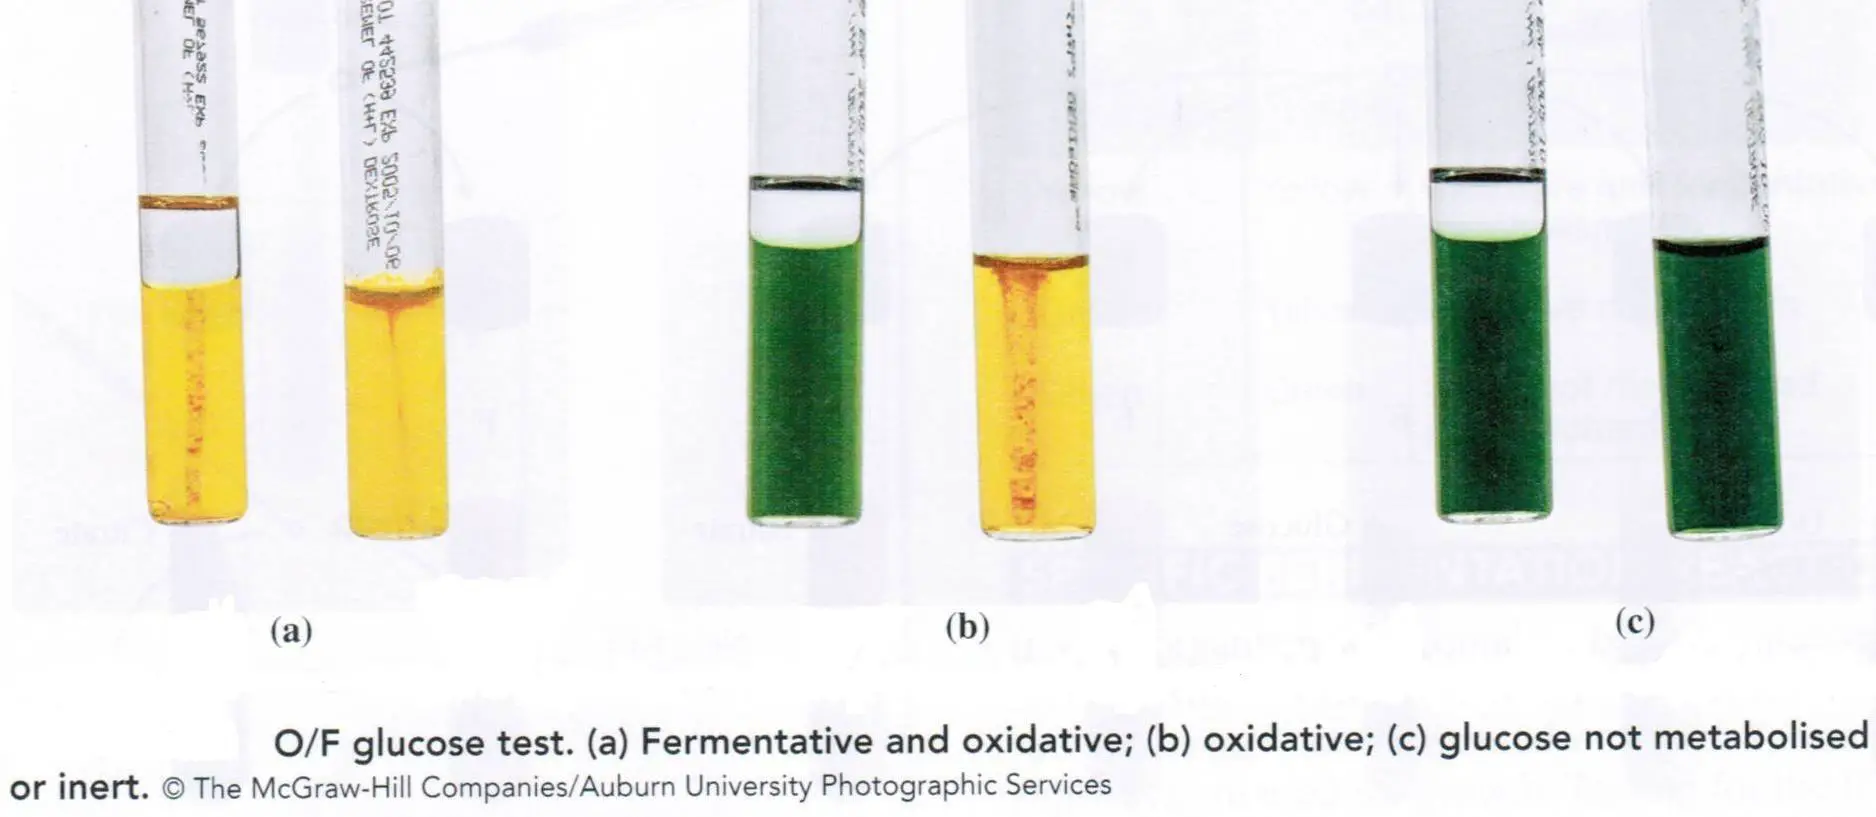 (a)
(b)
(c)
O/F glucose test. (a) Fermentative and oxidative; (b) oxidative; (c) glucose not metabolised
or inert. © The McGraw-Hill Companies/Auburn University Photographic Services